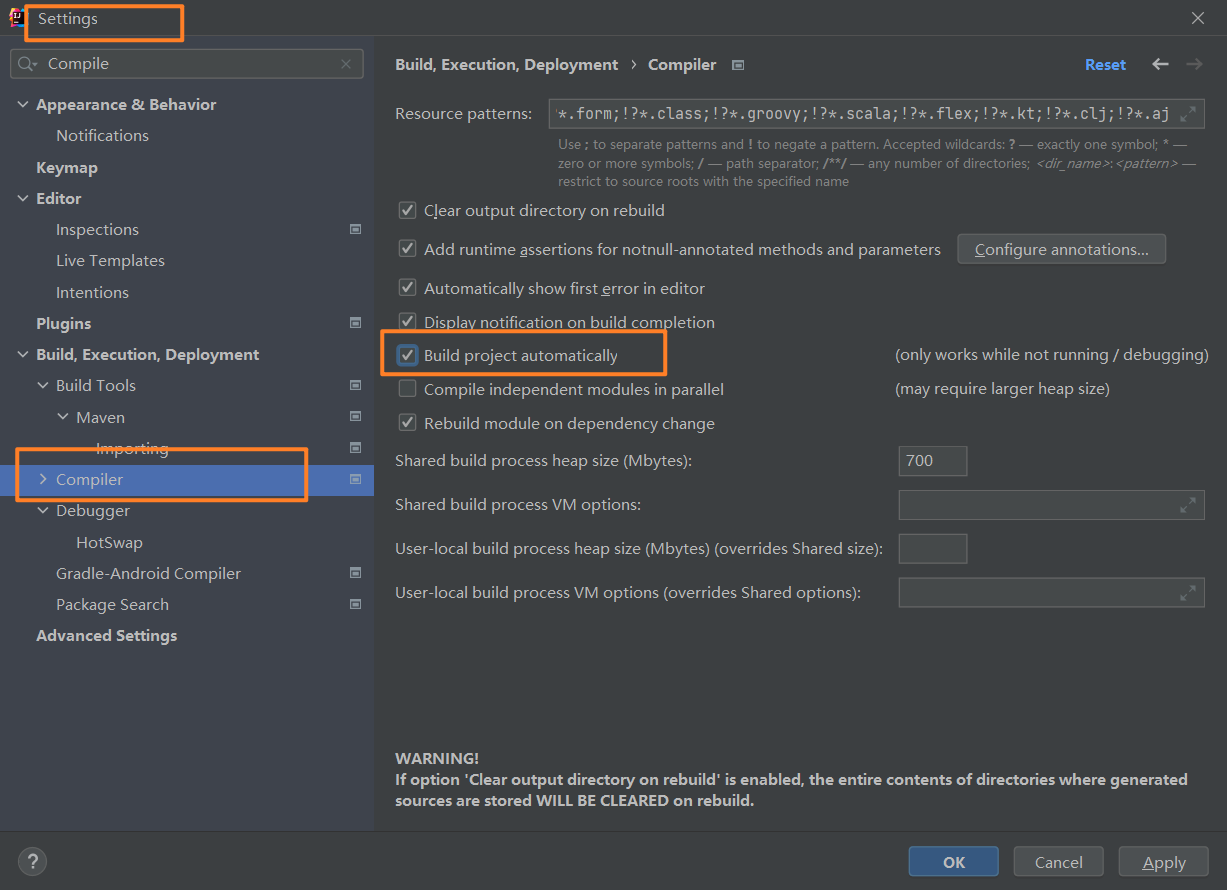 Settings
Compile
Appearance & Behavior
Notifications
Keymap
Editor
Inspections
Live Templates
Intentions
Plugins
Build, Execution, Deployment
Build Tools
Maven
Importing
Compiler
Debugger
HotSwap
Gradle-Android Compiler
Package Search
Advanced Settings
Build, Execution, Deployment › Compiler
Reset
Resource patterns: *.form;!?*.class;!?*.groovy;!?*.scala;!?*.flex;!?*.kt;!?*.clj;!?*.aj
Use ; to separate patterns and ! to negate a pattern. Accepted wildcards: ? — exactly one symbol; * —
zero or more symbols; / — path separator; /**/ — any number of directories; <dir_name>:<pattern> —
restrict to source roots with the specified name
Clear output directory on rebuild
Add runtime assertions for notnull-annotated methods and parameters Configure annotations...
Automatically show first error in editor
Display notification on build completion
Build project automatically (only works while not running / debugging)
Compile independent modules in parallel (may require larger heap size)
Rebuild module on dependency change
Shared build process heap size (Mbytes): 700
Shared build process VM options:
User-local build process heap size (Mbytes) (overrides Shared size):
User-local build process VM options (overrides Shared options):
WARNING!
If option 'Clear output directory on rebuild' is enabled, the entire contents of directories where generated
sources are stored WILL BE CLEARED on rebuild.
? OK Cancel Apply